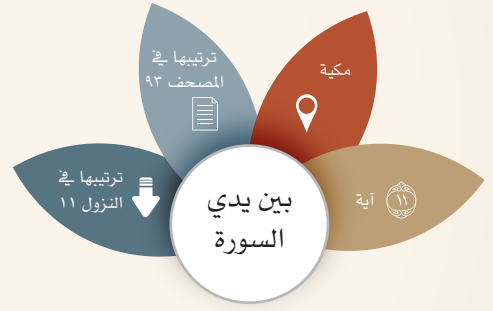 مكية
ترتيبها في
المصحف ٩٣
١١ آية
ترتيبها في
النزول ١١
بين يدي
السورة